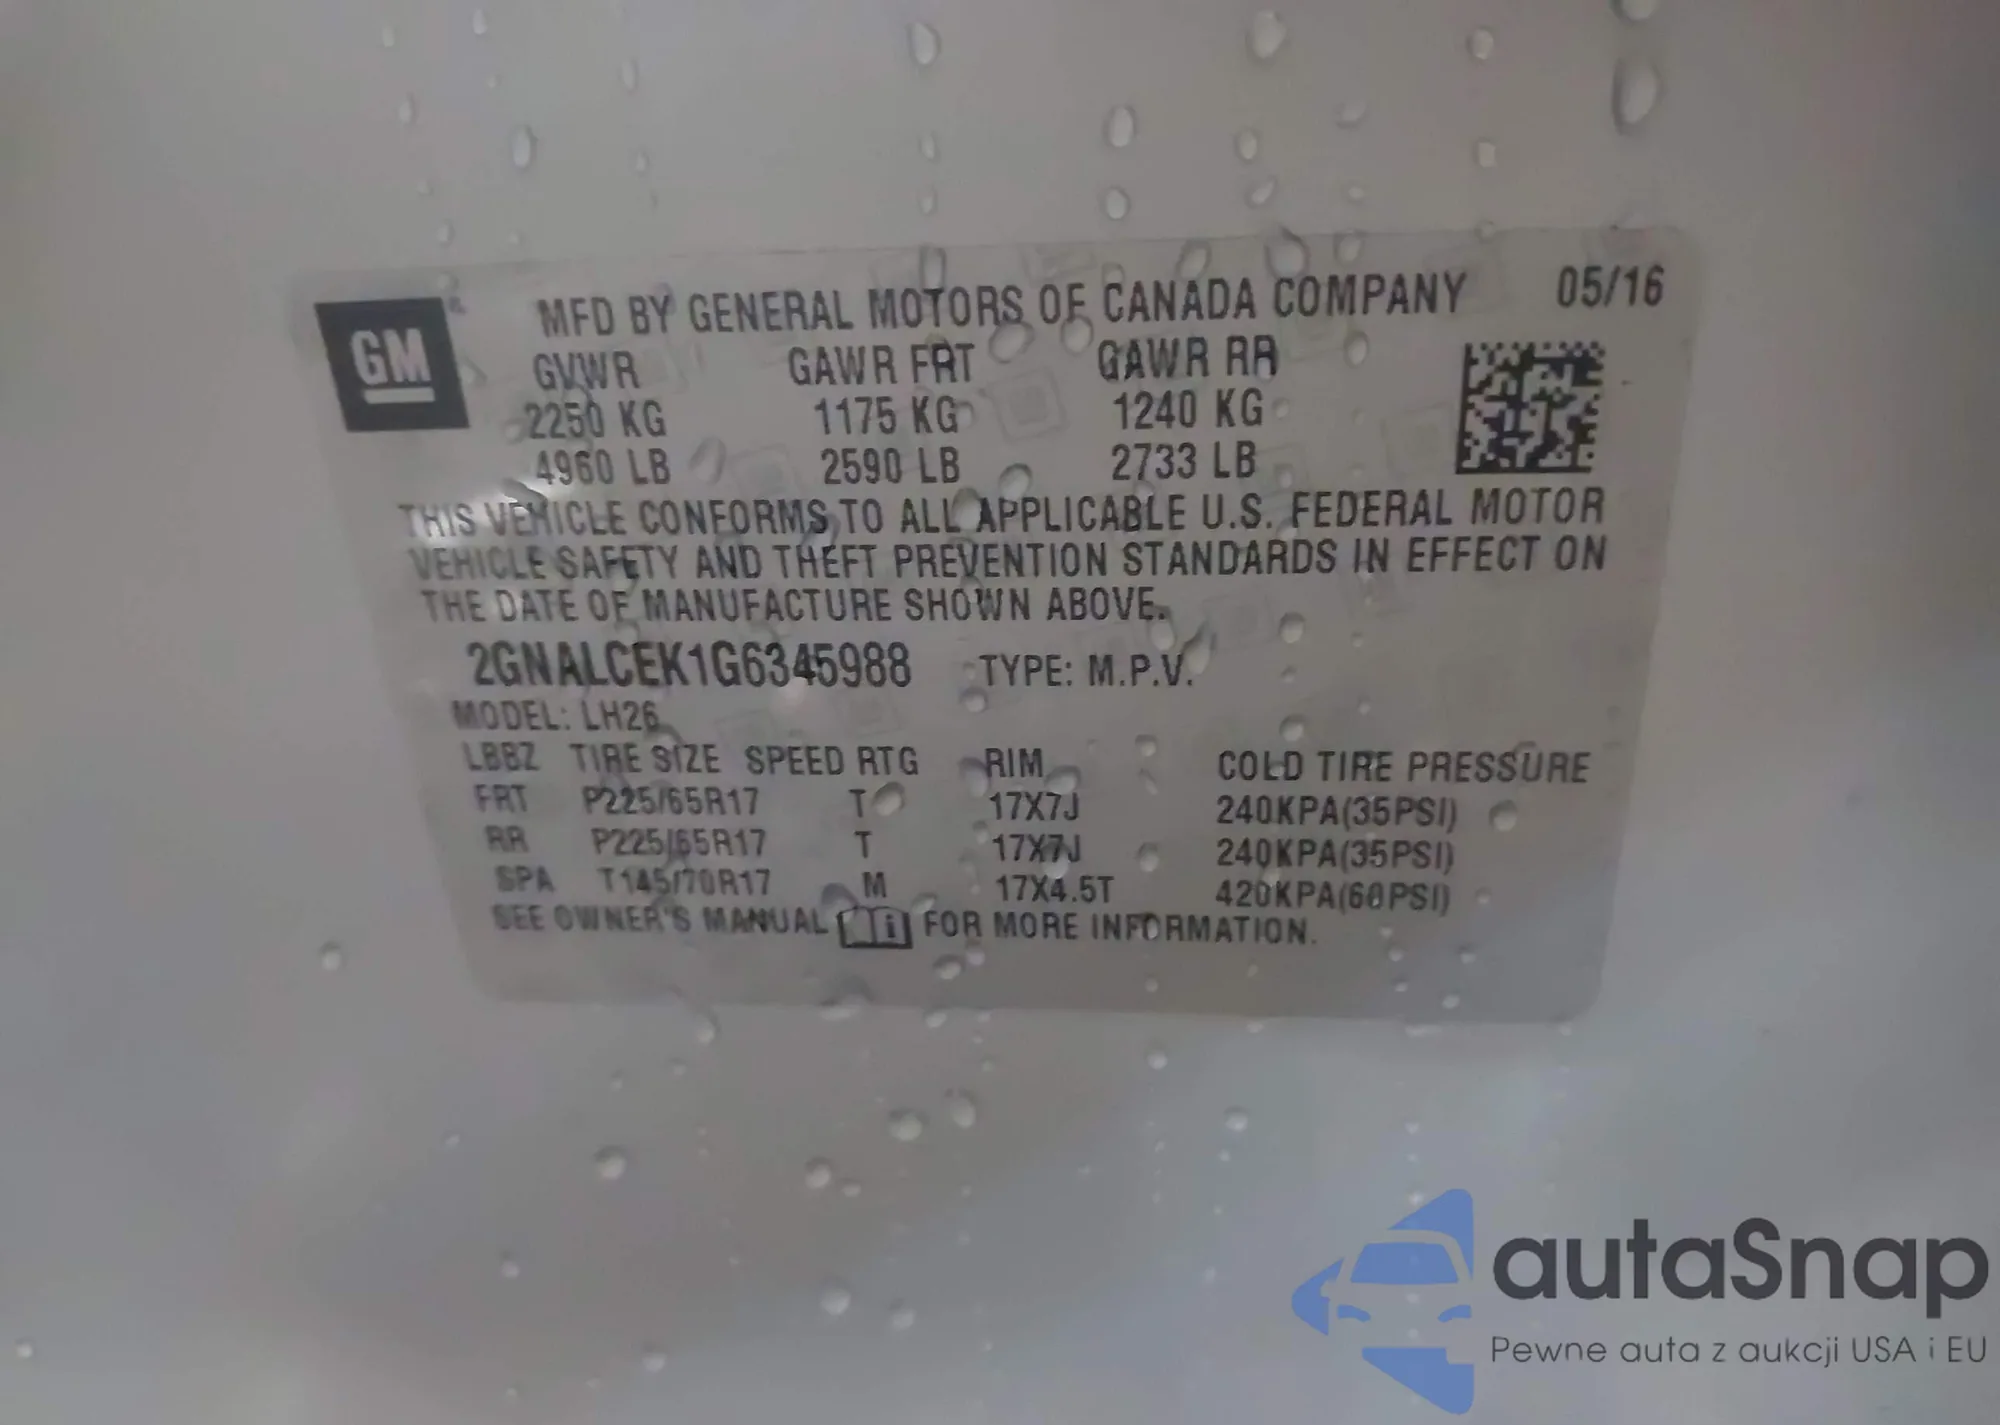 GM
MFD BY GENERAL MOTORS OF CANADA COMPANY 05/16
GVWR GAWR FRT GAWR RR
2250 KG 1175 KG 1240 KG
4960 LB 2590 LB 2733 LB
THIS VEHICLE CONFORMS TO ALL APPLICABLE U.S. FEDERAL MOTOR
VEHICLE SAFETY AND THEFT PREVENTION STANDARDS IN EFFECT ON
THE DATE OF MANUFACTURE SHOWN ABOVE.
2GNALCEK1G6345988 TYPE: M.P.V.
MODEL: LH26
LBBZ TIRE SIZE SPEED RTG RIM COLD TIRE PRESSURE
FRT P225/65R17 T 17X7J 240KPA(35PSI)
RR P225/65R17 T 17X7J 240KPA(35PSI)
SPA T145/70R17 M 17X4.5T 420KPA(60PSI)
SEE OWNER'S MANUAL i FOR MORE INFORMATION.
autaSnap
Pewne auta z aukcji USA i EU